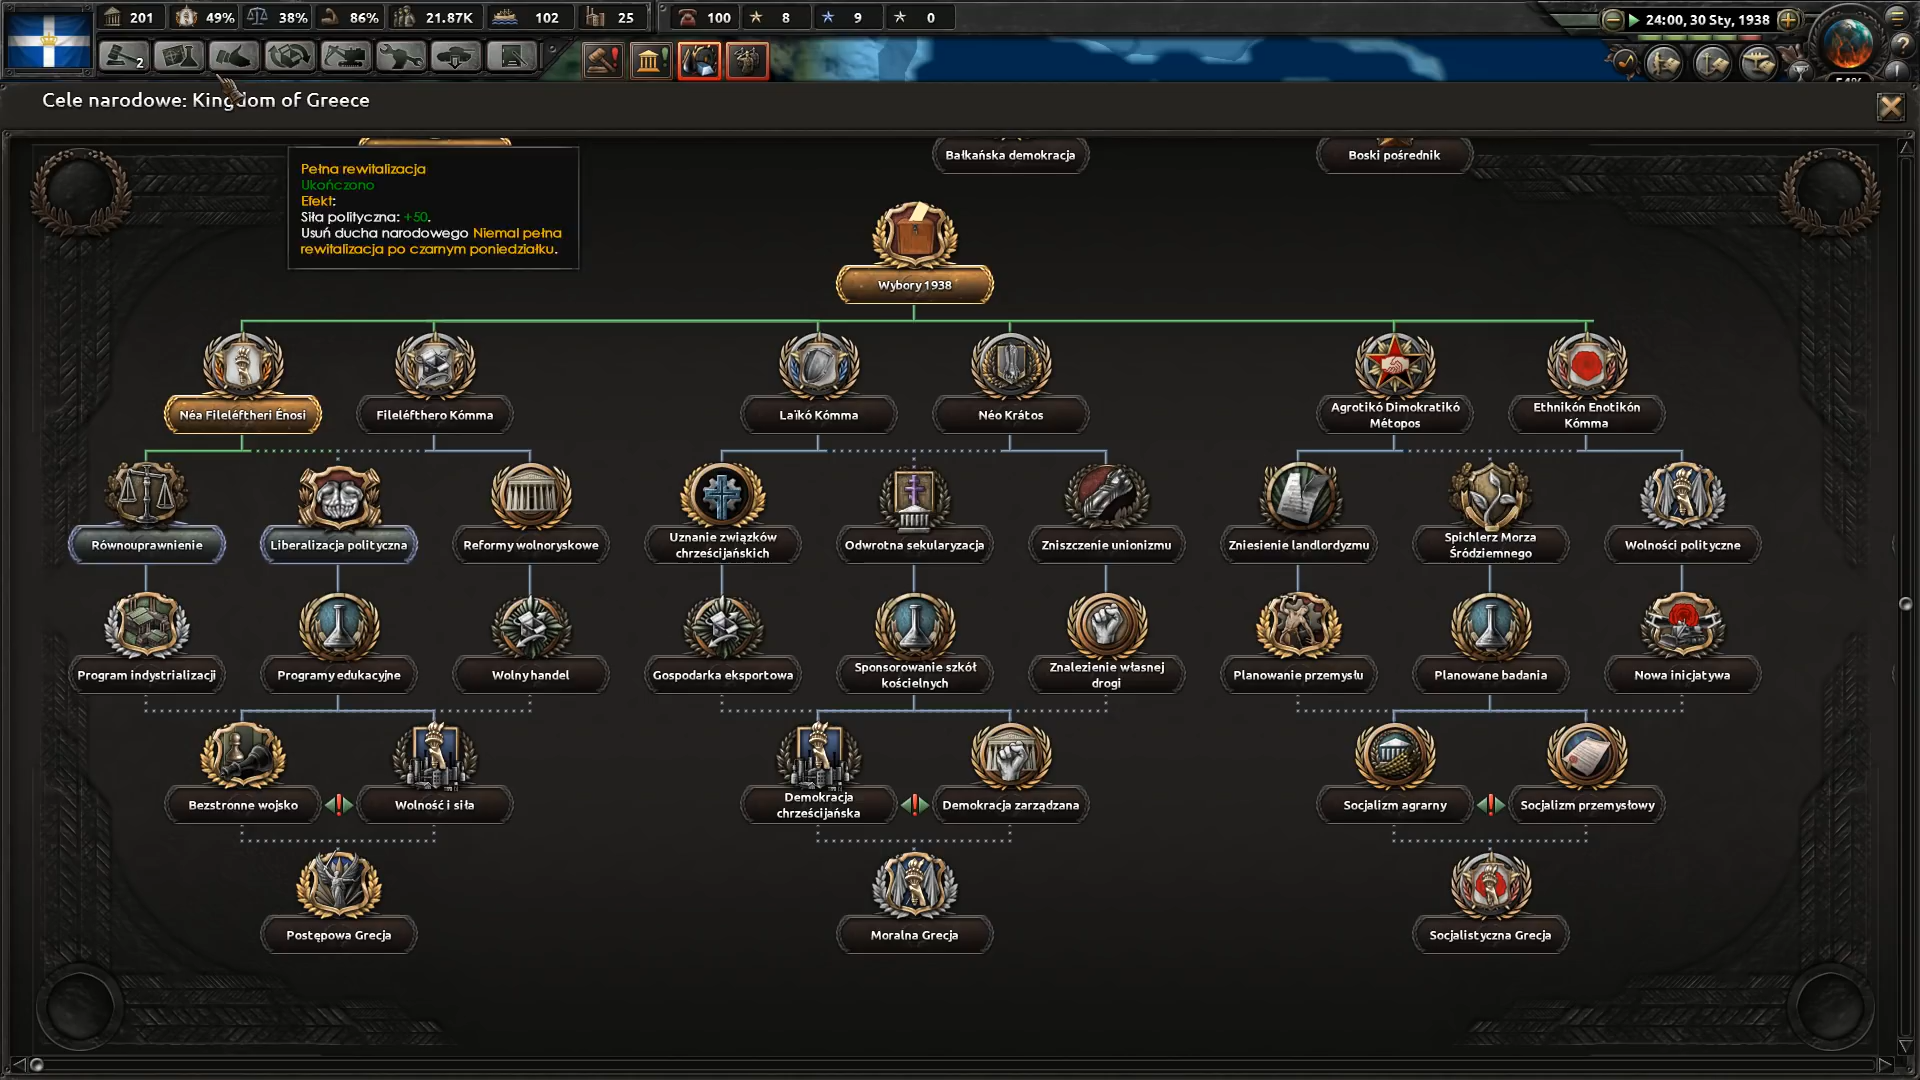 201
49%
38%
86%
21.87K
102
25
100
8
9
0
24:00, 30 Sty, 1938
2
Cele narodowe: Kingdom of Greece
Bałkańska demokracja
Boski pośrednik
Pełna rewitalizacja
Ukończono
Efekt:
Siła polityczna: +50.
Usuń ducha narodowego Niemal pełna
rewitalizacja po czarnym poniedziałku.
Wybory 1938
Néa Fileléftheri Énosi
Fileléfthero Kómma
Laïkó Kómma
Néo Krátos
Agrotikó Dimokratikó
Métopos
Ethnikón Enotikón
Kómma
Równouprawnienie
Liberalizacja polityczna
Reformy wolnoryskowe
Uznanie związków
chrześcijańskich
Odwrotna sekularyzacja
Zniszczenie unionizmu
Zniesienie landlordyzmu
Spichlerz Morza
Śródziemnego
Wolności polityczne
Program indystrializacji
Programy edukacyjne
Wolny handel
Gospodarka eksportowa
Sponsorowanie szkół
kościelnych
Znalezienie własnej
drogi
Planowanie przemysłu
Planowane badania
Nowa inicjatywa
Bezstronne wojsko
Wolność i siła
Demokracja
chrześcijańska
Demokracja zarządzana
Socjalizm agrarny
Socjalizm przemysłowy
Postępowa Grecja
Moralna Grecja
Socjalistyczna Grecja